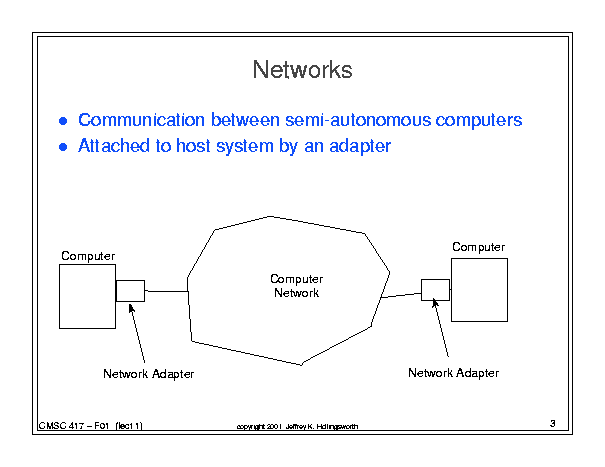 Networks
● Communication between semi-autonomous computers
● Attached to host system by an adapter
Computer
Computer
Computer
Network
Network Adapter
Network Adapter
CMSC 417 – F01 (lect 1)
copyright 2001 Jeffrey K. Hollingsworth
3